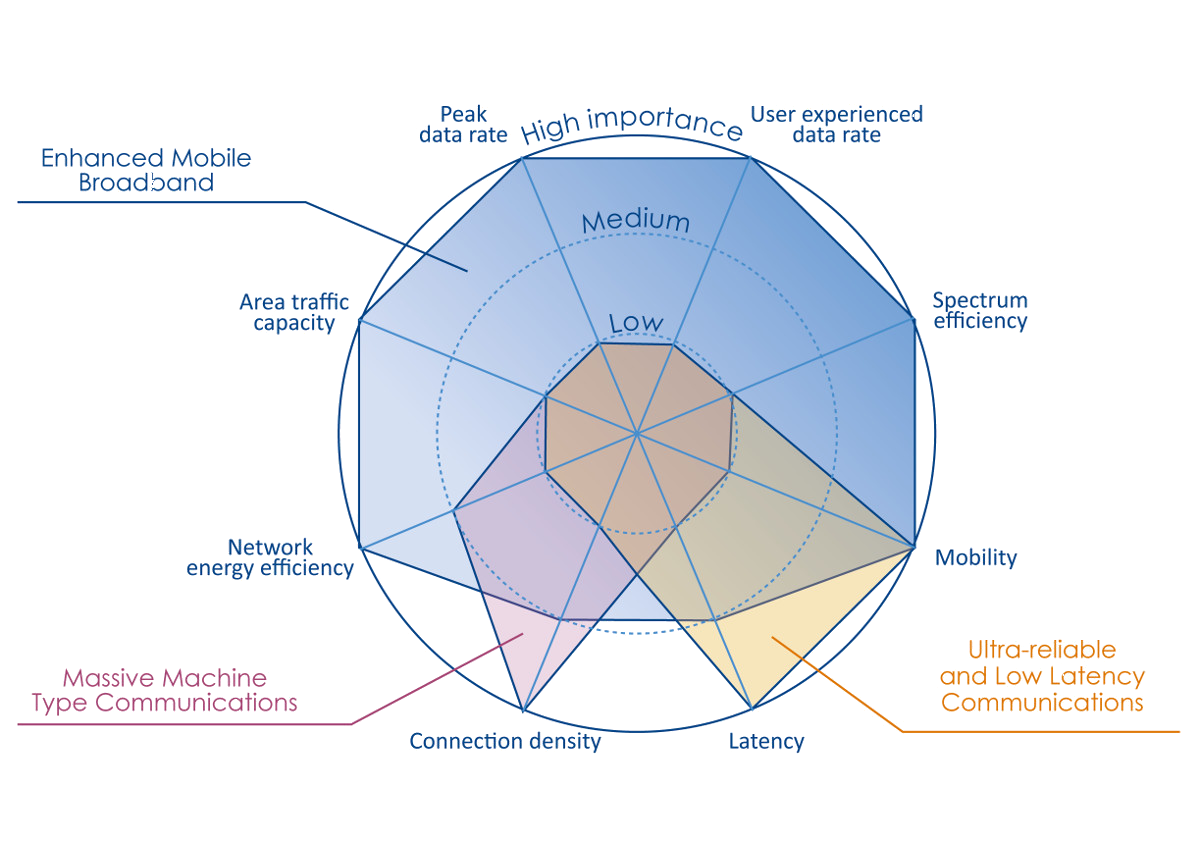 Peak
data rate
High importance
User experienced
data rate
Enhanced Mobile
Broadband
Medium
Area traffic
capacity
Spectrum
efficiency
Low
Network
energy efficiency
Mobility
Massive Machine
Type Communications
Ultra-reliable
and Low Latency
Communications
Connection density
Latency